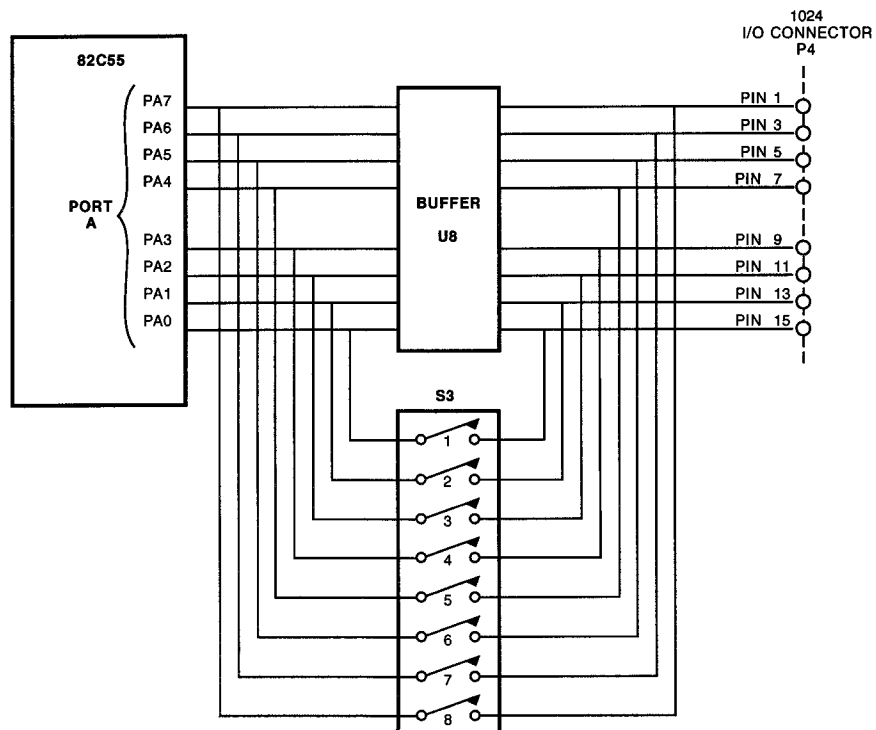 1024
I/O CONNECTOR
P4
82C55
PA7
PA6
PA5
PA4
PORT
A
PA3
PA2
PA1
PA0
BUFFER
U8
PIN 1
PIN 3
PIN 5
PIN 7
PIN 9
PIN 11
PIN 13
PIN 15
S3
1
2
3
4
5
6
7
8